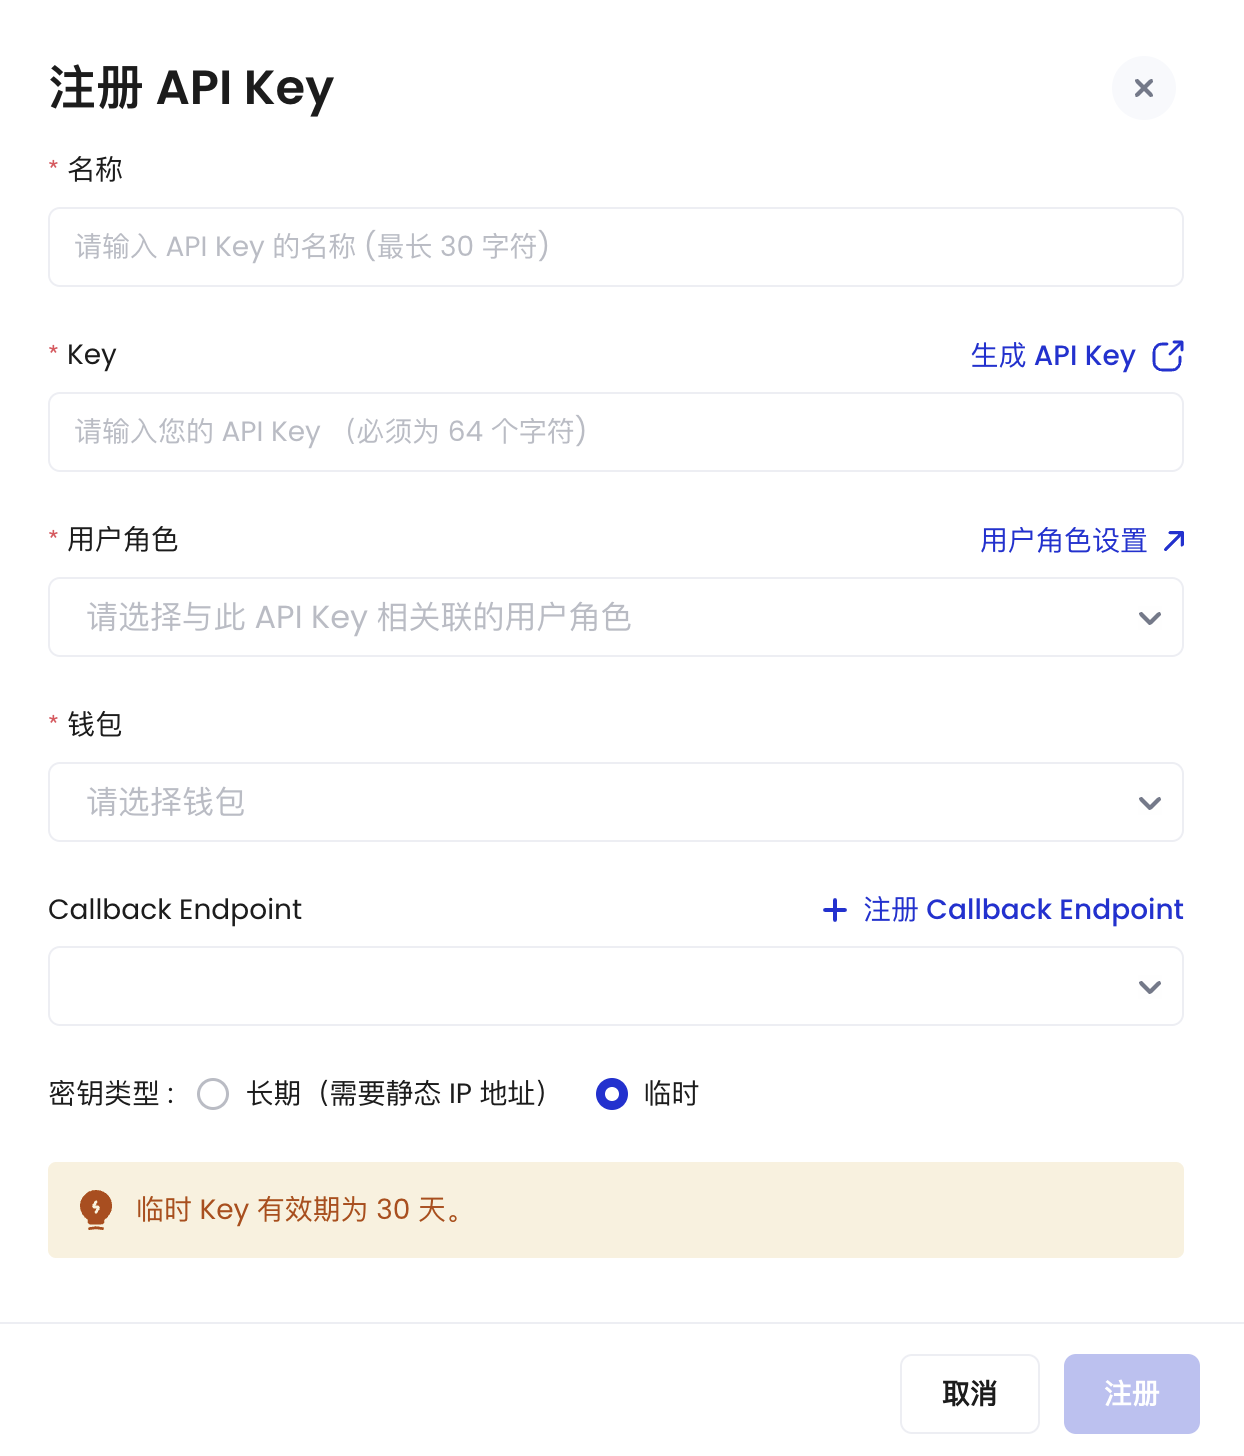 注册 API Key
* 名称
请输入 API Key 的名称 (最长 30 字符)
* Key
生成 API Key
请输入您的 API Key （必须为 64 个字符)
* 用户角色
用户角色设置
请选择与此 API Key 相关联的用户角色
* 钱包
请选择钱包
Callback Endpoint
+ 注册 Callback Endpoint
密钥类型 : 长期（需要静态 IP 地址） 临时
临时 Key 有效期为 30 天。
取消
注册